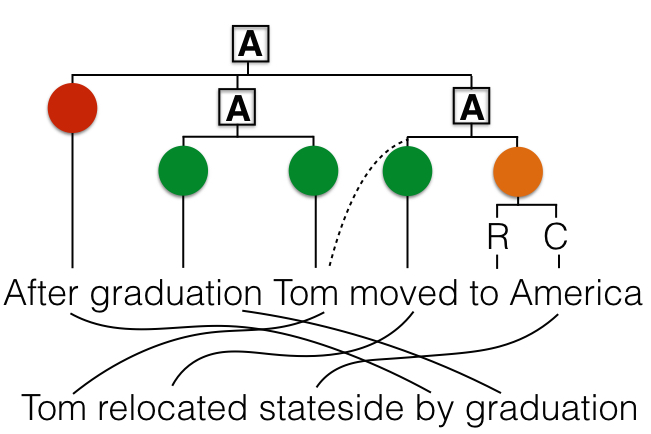 A
A A
R C
After graduation Tom moved to America
Tom relocated stateside by graduation